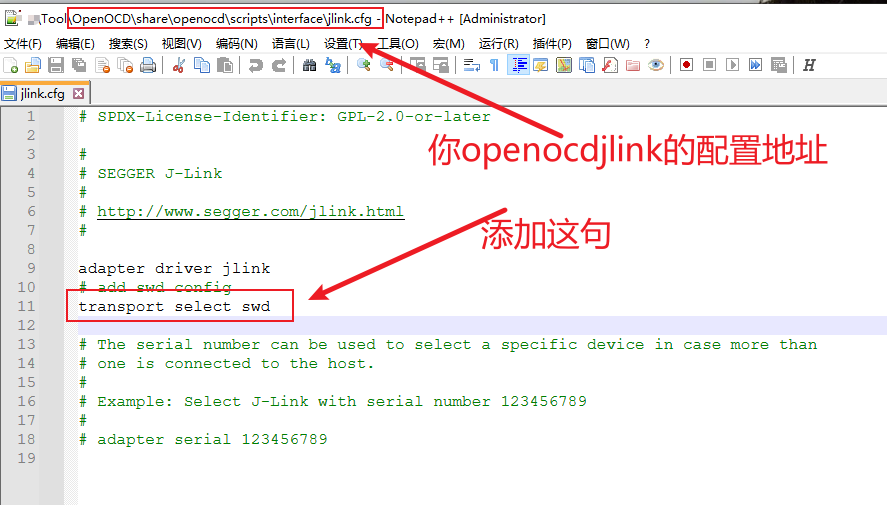 Tool\OpenOCD\share\openocd\scripts\interface\jlink.cfg - Notepad++ [Administrator]
文件(F) 编辑(E) 搜索(S) 视图(V) 编码(N) 语言(L) 设置(T) 工具(O) 宏(M) 运行(R) 插件(P) 窗口(W) ?
jlink.cfg
1 # SPDX-License-Identifier: GPL-2.0-or-later
2
3 #
4 # SEGGER J-Link
5 #
6 # http://www.segger.com/jlink.html
7 #
8
9 adapter driver jlink
10 # add swd config
11 transport select swd
12
13 # The serial number can be used to select a specific device in case more than
14 # one is connected to the host.
15 #
16 # Example: Select J-Link with serial number 123456789
17 #
18 # adapter serial 123456789
19
你openocdjlink的配置地址
添加这句